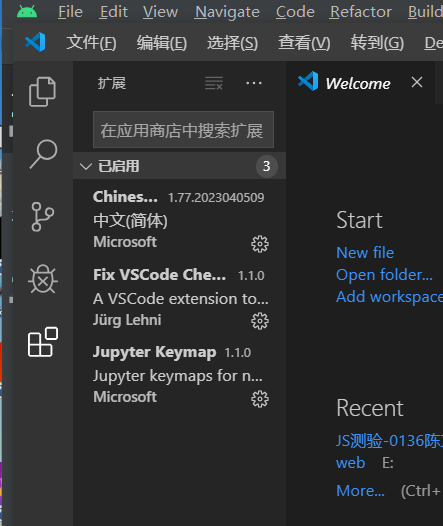 File Edit View Navigate Code Refactor Build
文件(F) 编辑(E) 选择(S) 查看(V) 转到(G) De
扩展
Welcome
在应用商店中搜索扩展
已启用 3
Chines... 1.77.2023040509
中文(简体)
Microsoft
Fix VSCode Che... 1.1.0
A VSCode extension to...
Jürg Lehni
Jupyter Keymap 1.1.0
Jupyter keymaps for n...
Microsoft
Start
New file
Open folder...
Add workspace
Recent
JS测验-0136陈
web E:
More... (Ctrl+